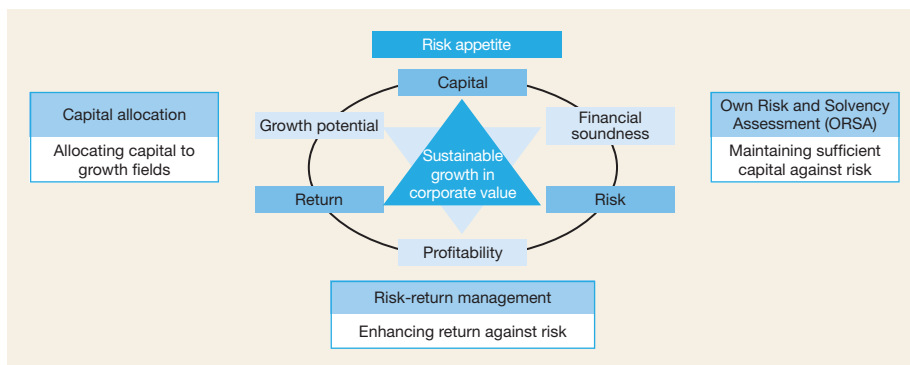 Risk appetite
Capital
Capital allocation
Allocating capital to
growth fields
Growth potential
Financial
soundness
Own Risk and Solvency
Assessment (ORSA)
Maintaining sufficient
capital against risk
Sustainable
growth in
corporate value
Return
Risk
Profitability
Risk-return management
Enhancing return against risk